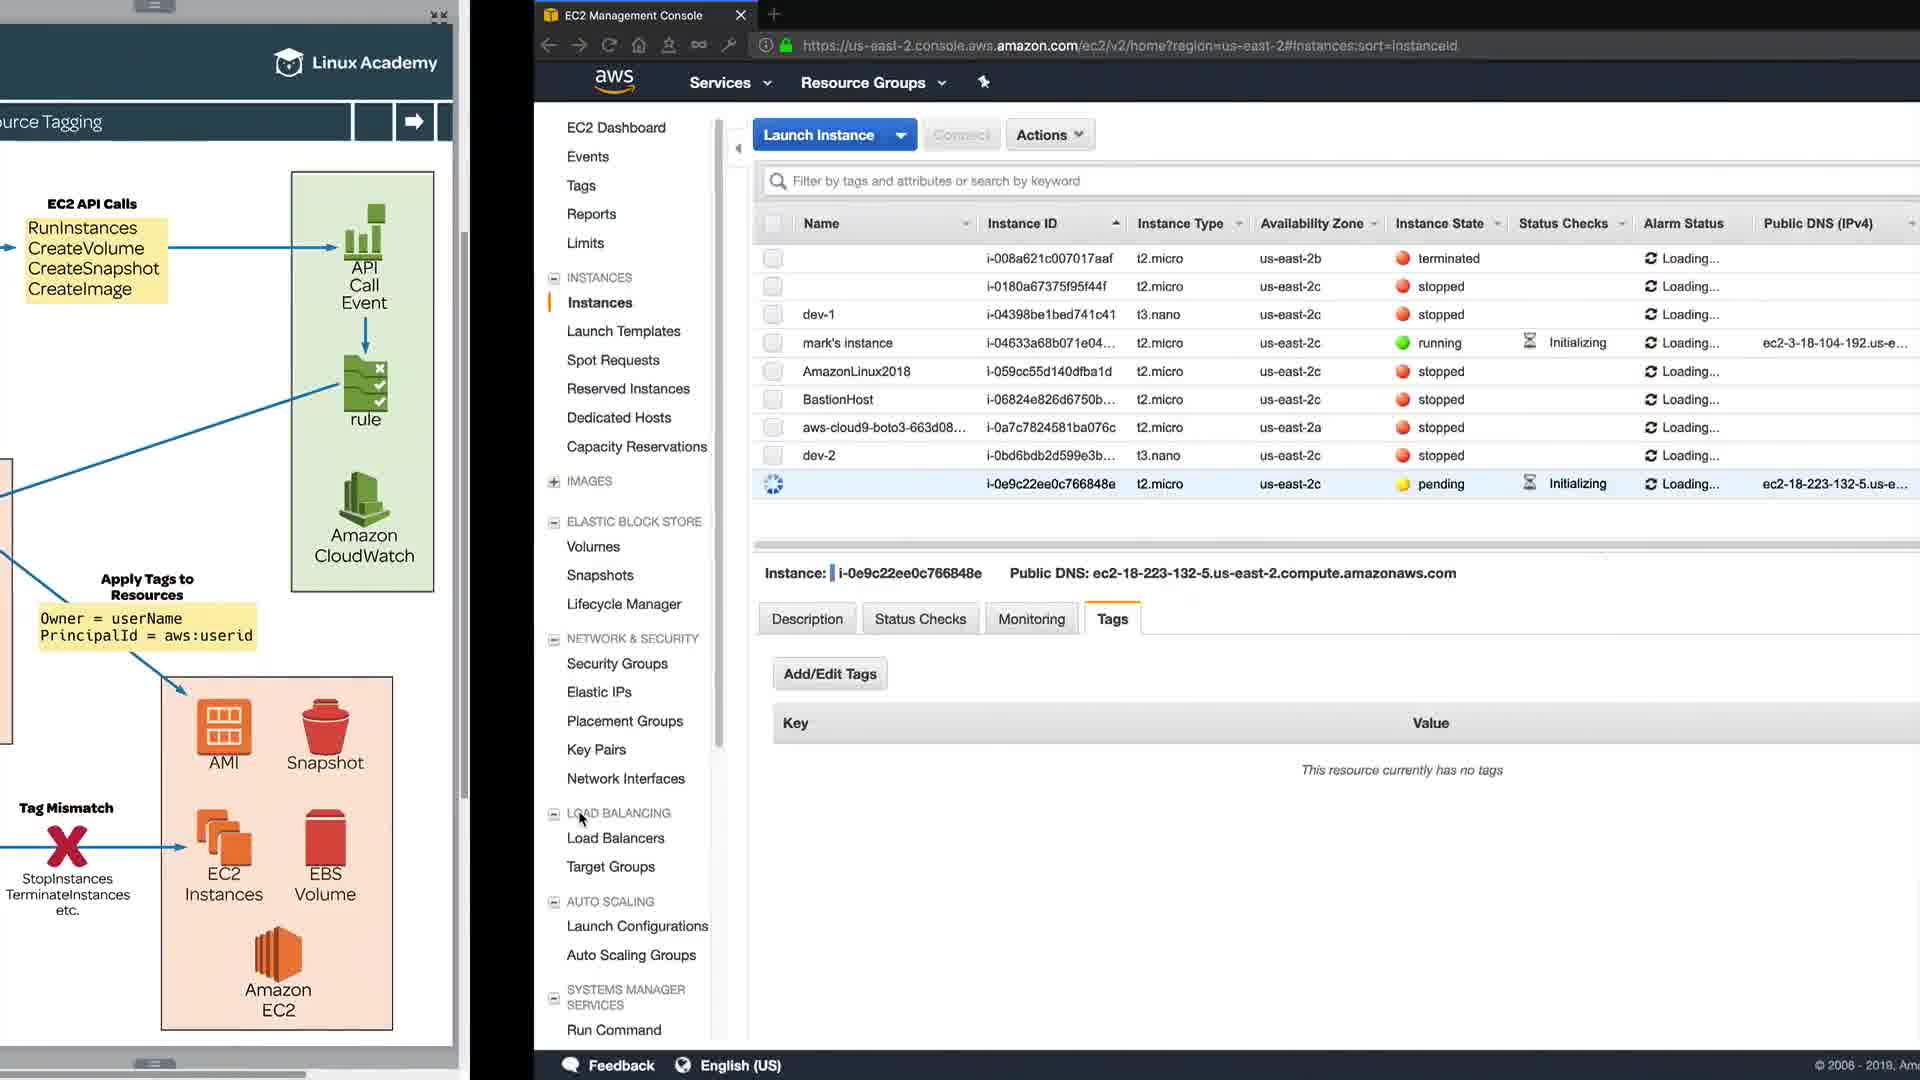 Linux Academy
urce Tagging
EC2 API Calls
RunInstances
CreateVolume
CreateSnapshot
CreateImage
API
Call
Event
rule
Amazon
CloudWatch
Apply Tags to
Resources
Owner = userName
PrincipalId = aws:userid
AMI
Snapshot
Tag Mismatch
StopInstances
TerminateInstances
etc.
EC2
Instances
EBS
Volume
Amazon
EC2
EC2 Management Console
https://us-east-2.console.aws.amazon.com/ec2/v2/home?region=us-east-2#Instances:sort=instanceId
aws Services Resource Groups
EC2 Dashboard
Events
Tags
Reports
Limits
INSTANCES
Instances
Launch Templates
Spot Requests
Reserved Instances
Dedicated Hosts
Capacity Reservations
IMAGES
ELASTIC BLOCK STORE
Volumes
Snapshots
Lifecycle Manager
NETWORK & SECURITY
Security Groups
Elastic IPs
Placement Groups
Key Pairs
Network Interfaces
LOAD BALANCING
Load Balancers
Target Groups
AUTO SCALING
Launch Configurations
Auto Scaling Groups
SYSTEMS MANAGER
SERVICES
Run Command
Launch Instance Connect Actions
Filter by tags and attributes or search by keyword
Name Instance ID Instance Type Availability Zone Instance State Status Checks Alarm Status Public DNS (IPv4)
i-008a621c007017aaf t2.micro us-east-2b terminated Loading...
i-0180a67375f95f44f t2.micro us-east-2c stopped Loading...
dev-1 i-04398be1bed741c41 t3.nano us-east-2c stopped Loading...
mark's instance i-04633a68b071e04... t2.micro us-east-2c running Initializing Loading... ec2-3-18-104-192.us-e...
AmazonLinux2018 i-059cc55d140dfba1d t2.micro us-east-2c stopped Loading...
BastionHost i-06824e826d6750b... t2.micro us-east-2c stopped Loading...
aws-cloud9-boto3-663d08... i-0a7c7824581ba076c t2.micro us-east-2a stopped Loading...
dev-2 i-0bd6bdb2d599e3b... t3.nano us-east-2c stopped Loading...
i-0e9c22ee0c766848e t2.micro us-east-2c pending Initializing Loading... ec2-18-223-132-5.us-e...
Instance: i-0e9c22ee0c766848e Public DNS: ec2-18-223-132-5.us-east-2.compute.amazonaws.com
Description Status Checks Monitoring Tags
Add/Edit Tags
Key Value
This resource currently has no tags
Feedback English (US)
© 2008 - 2019, Am